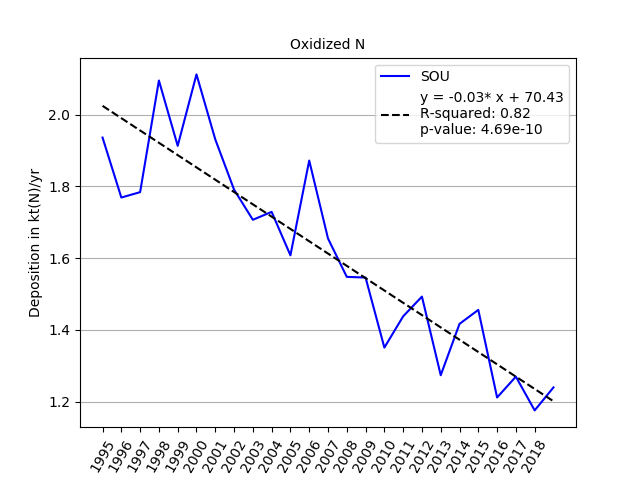 Oxidized N
SOU
y = -0.03* x + 70.43
R-squared: 0.82
p-value: 4.69e-10
Deposition in kt(N)/yr
2.0
1.8
1.6
1.4
1.2
1995 1996 1997 1998 1999 2000 2001 2002 2003 2004 2005 2006 2007 2008 2009 2010 2011 2012 2013 2014 2015 2016 2017 2018